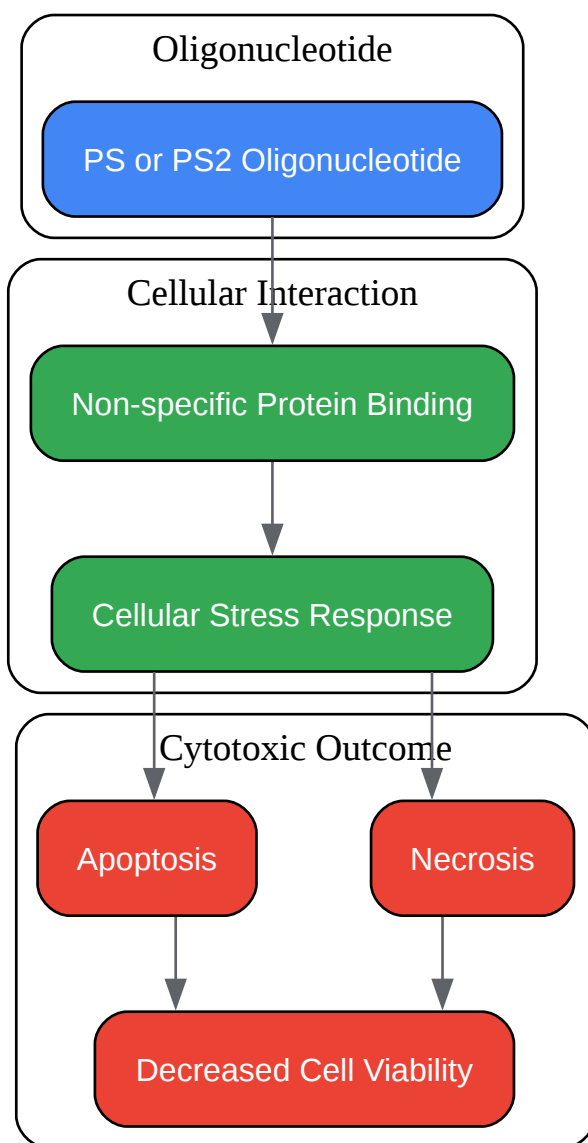 Oligonucleotide
PS or PS2 Oligonucleotide
Cellular Interaction
Non-specific Protein Binding
Cellular Stress Response
Cytotoxic Outcome
Apoptosis
Necrosis
Decreased Cell Viability